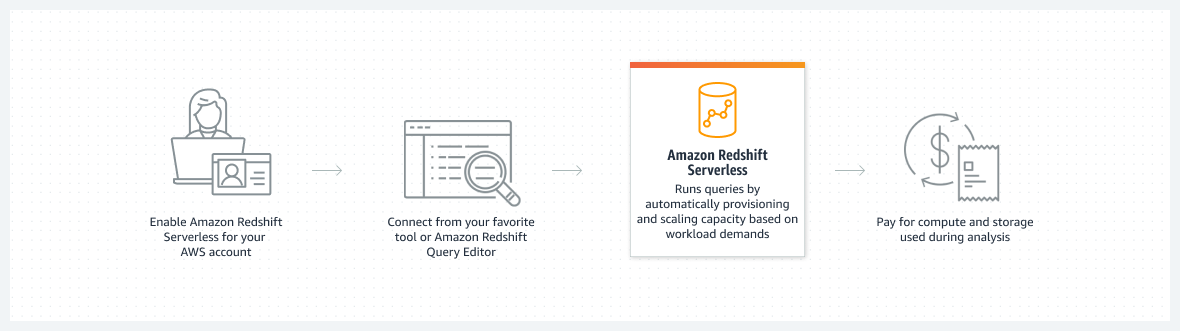 Enable Amazon Redshift
Serverless for your
AWS account
Connect from your favorite
tool or Amazon Redshift
Query Editor
Amazon Redshift
Serverless
Runs queries by
automatically provisioning
and scaling capacity based on
workload demands
$
Pay for compute and storage
used during analysis